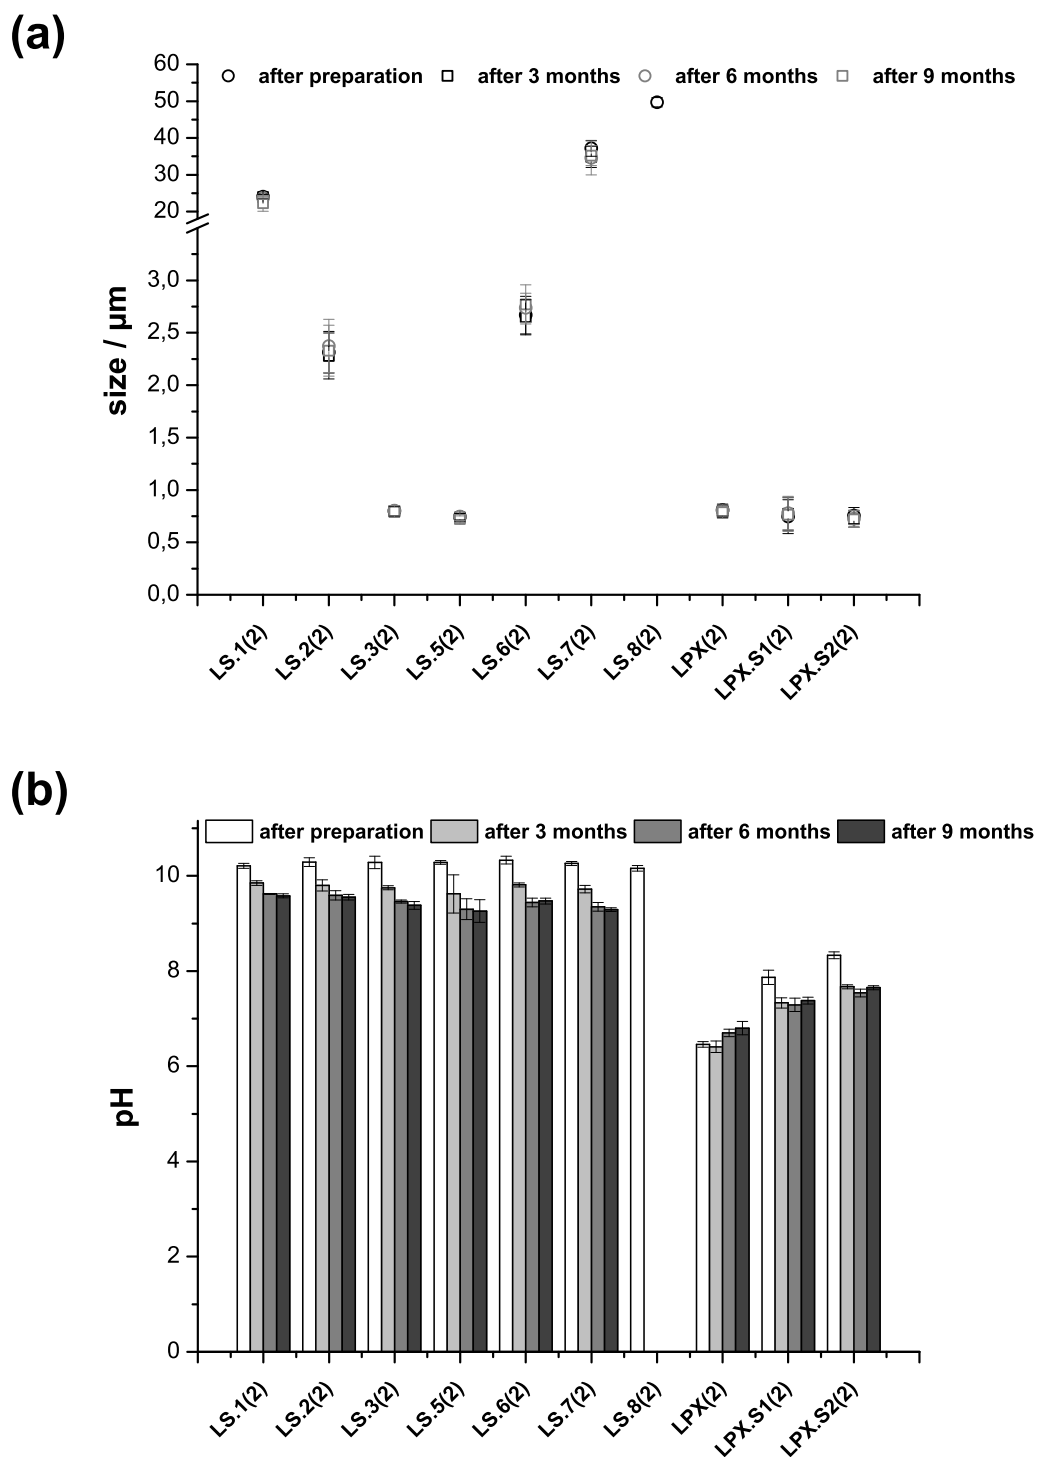 (a)
after preparation after 3 months after 6 months after 9 months
60
50
40
30
20
3,0
2,5
2,0
1,5
1,0
0,5
0,0
size / µm
LS.1(2) LS.2(2) LS.3(2) LS.5(2) LS.6(2) LS.7(2) LS.8(2) LPX(2) LPX.S1(2) LPX.S2(2)
(b)
after preparation after 3 months after 6 months after 9 months
10
8
6
4
2
0
pH
LS.1(2) LS.2(2) LS.3(2) LS.5(2) LS.6(2) LS.7(2) LS.8(2) LPX(2) LPX.S1(2) LPX.S2(2)